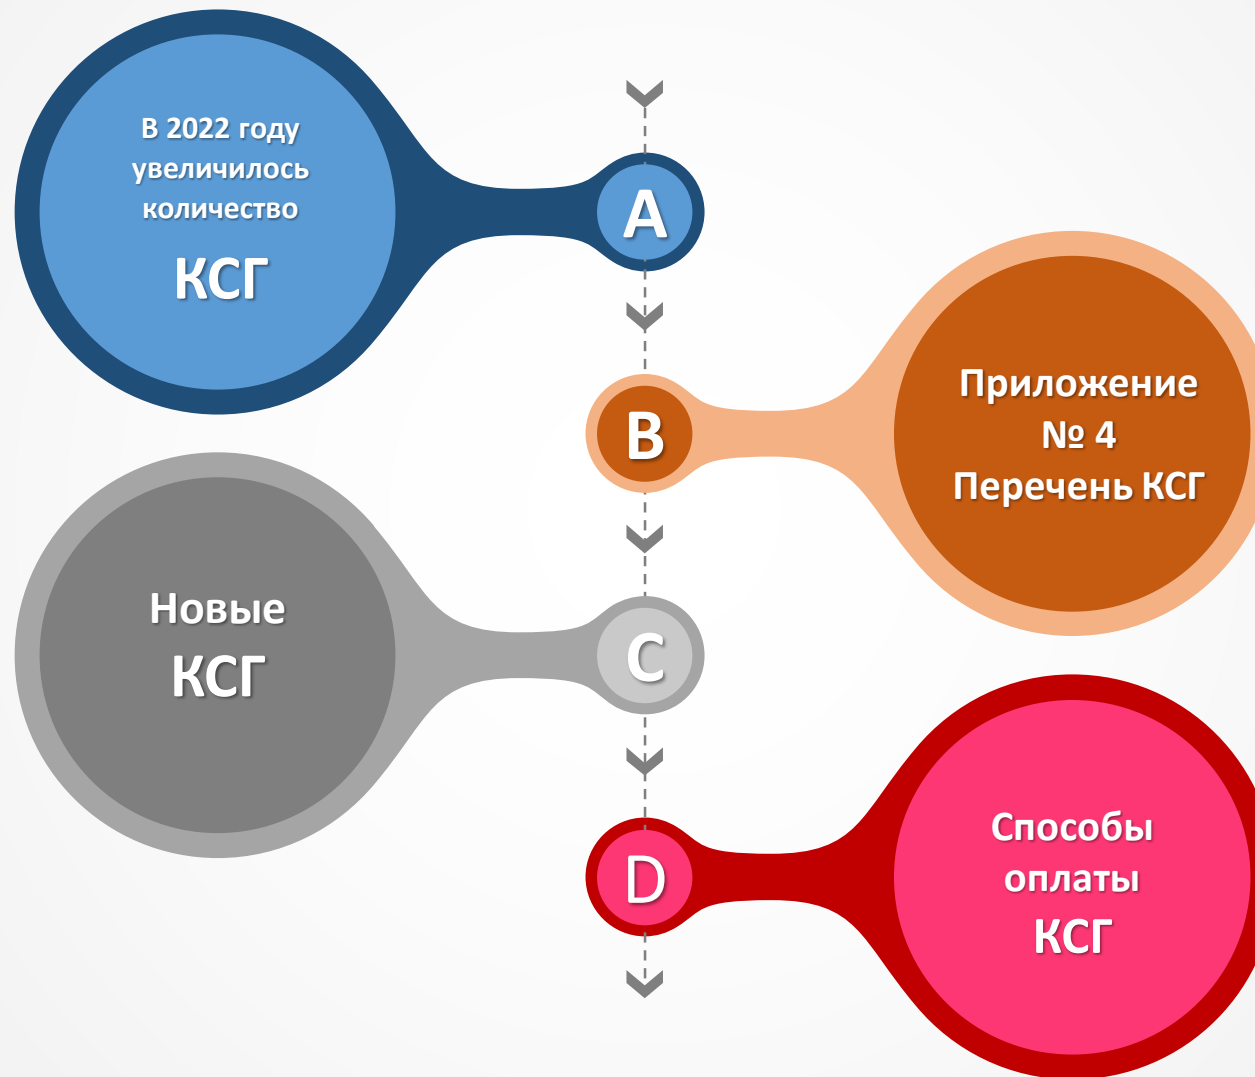 В 2022 году
увеличилось
количество
КСГ
A
B
Приложение
№ 4
Перечень КСГ
Новые
КСГ
C
D
Способы
оплаты
КСГ